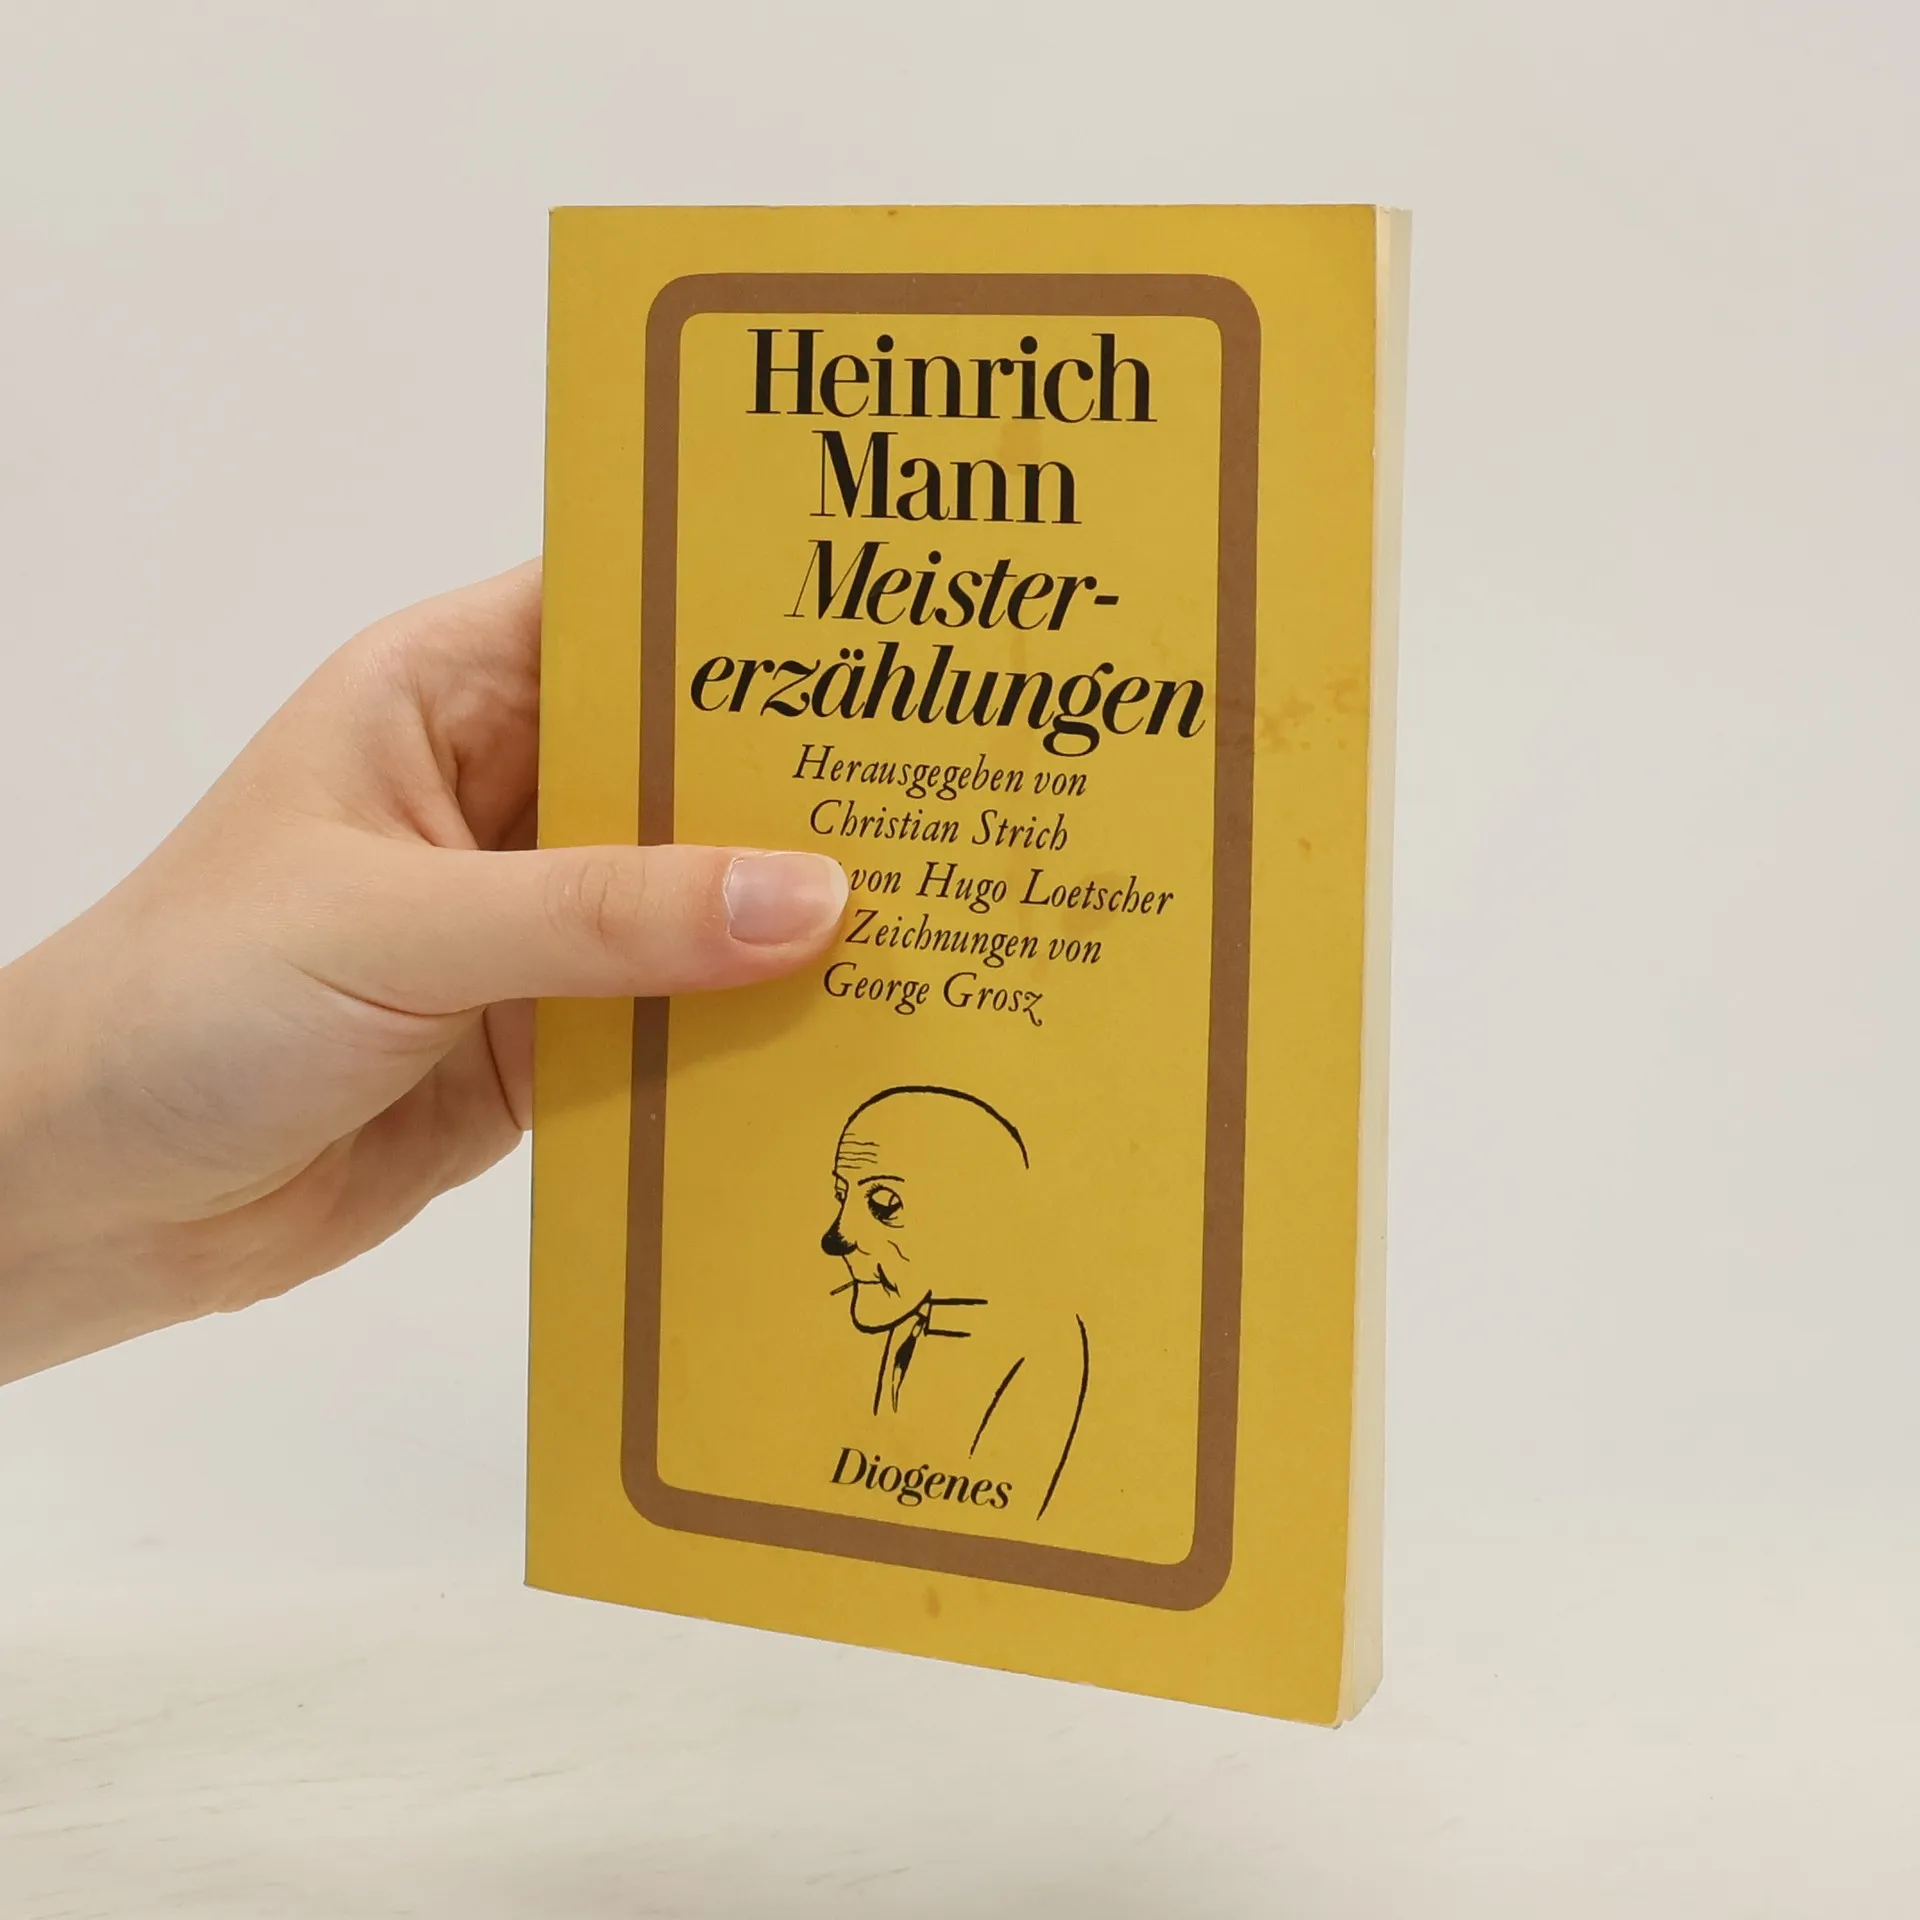 Heinrich
Mann
Meister-
erzählungen
Herausgegeben von
Christian Strich
von Hugo Loetscher
Zeichnungen von
George Grosz
Diogenes